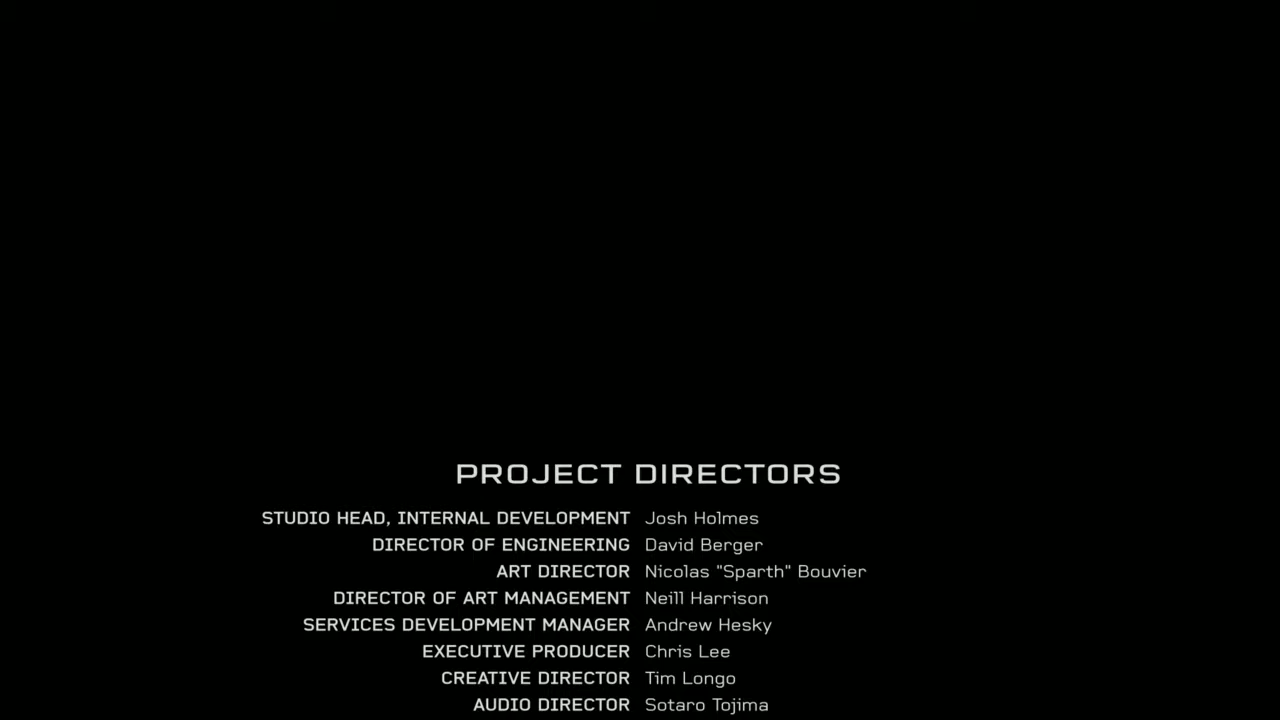 PROJECT DIRECTORS
STUDIO HEAD, INTERNAL DEVELOPMENT Josh Holmes
DIRECTOR OF ENGINEERING David Berger
ART DIRECTOR Nicolas "Sparth" Bouvier
DIRECTOR OF ART MANAGEMENT Neill Harrison
SERVICES DEVELOPMENT MANAGER Andrew Hesky
EXECUTIVE PRODUCER Chris Lee
CREATIVE DIRECTOR Tim Longo
AUDIO DIRECTOR Sotaro Tojima